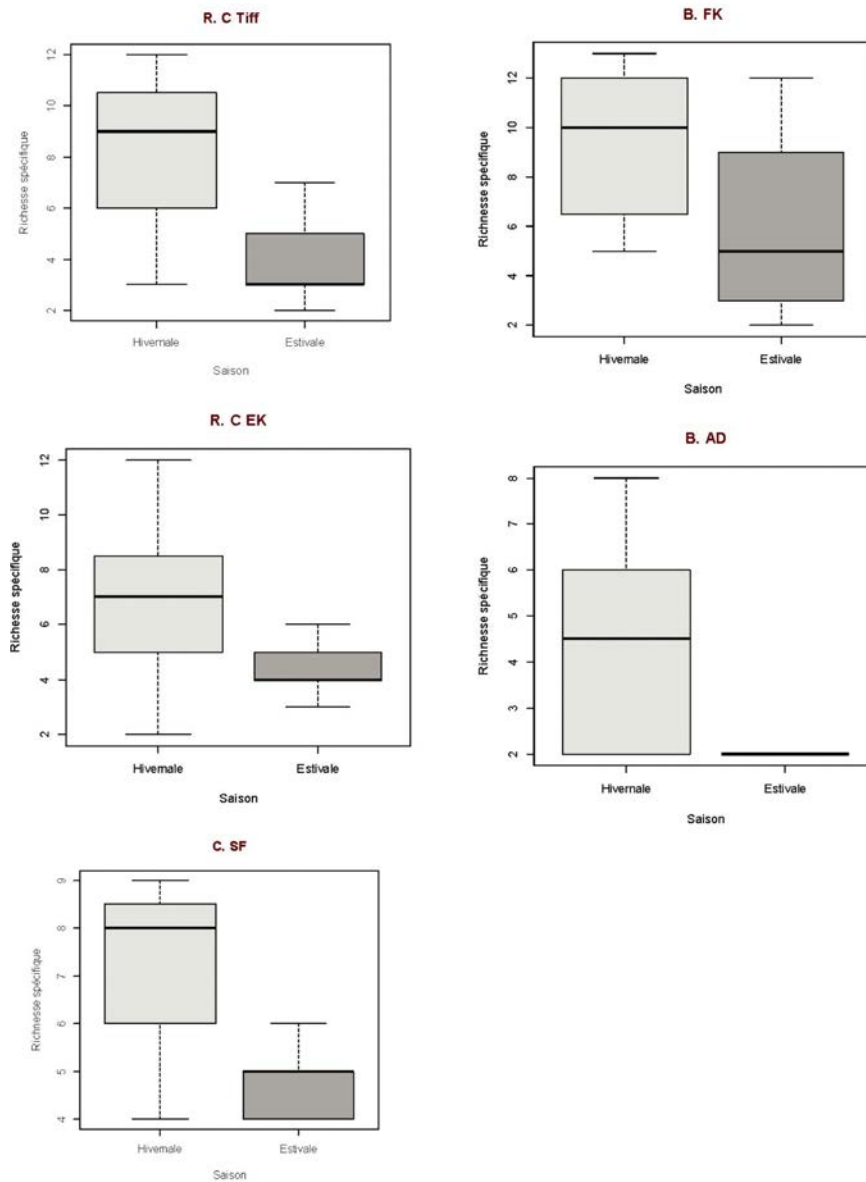 R. C Tiff
Richesse spécifique
12
10
8
6
4
2
Hivernale Estivale
Saison
B. FK
Richnesse spécifique
12
10
8
6
4
2
Hivernale Estivale
Saison
R. C EK
Richesse spécifique
12
10
8
6
4
2
Hivernale Estivale
Saison
B. AD
Richnesse spécifique
8
7
6
5
4
3
2
Hivernale Estivale
Saison
C. SF
Richnesse spécifique
9
8
7
6
5
4
Hivernale Estivale
Saison